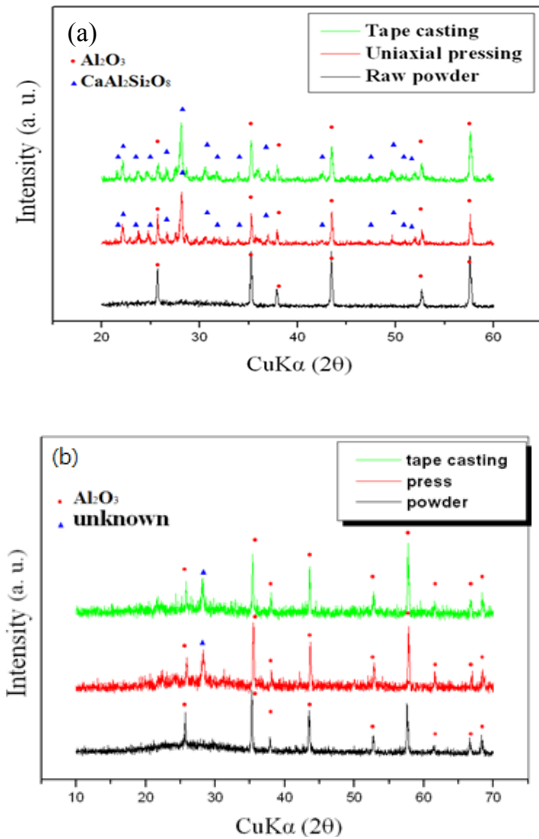 (a)
Tape casting
Uniaxial pressing
Raw powder
Al₂O₃
CaAl₂Si₂O₈
Intensity (a. u.)
20 30 40 50 60
CuKα (2θ)
(b)
tape casting
press
powder
Al₂O₃
unknown
Intensity (a. u.)
10 20 30 40 50 60 70
CuKα (2θ)